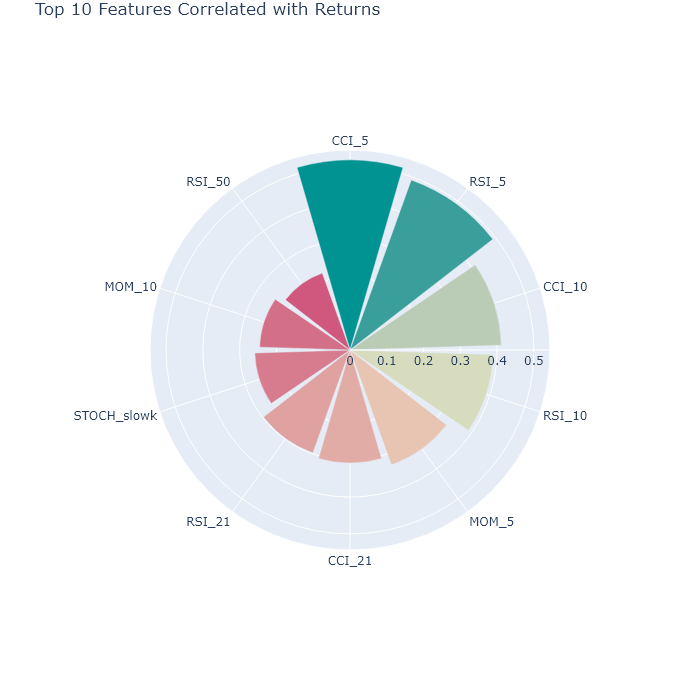 Top 10 Features Correlated with Returns
CCI_5
RSI_50
RSI_5
MOM_10
CCI_10
0
0.1
0.2
0.3
0.4
0.5
STOCH_slowk
RSI_10
RSI_21
MOM_5
CCI_21